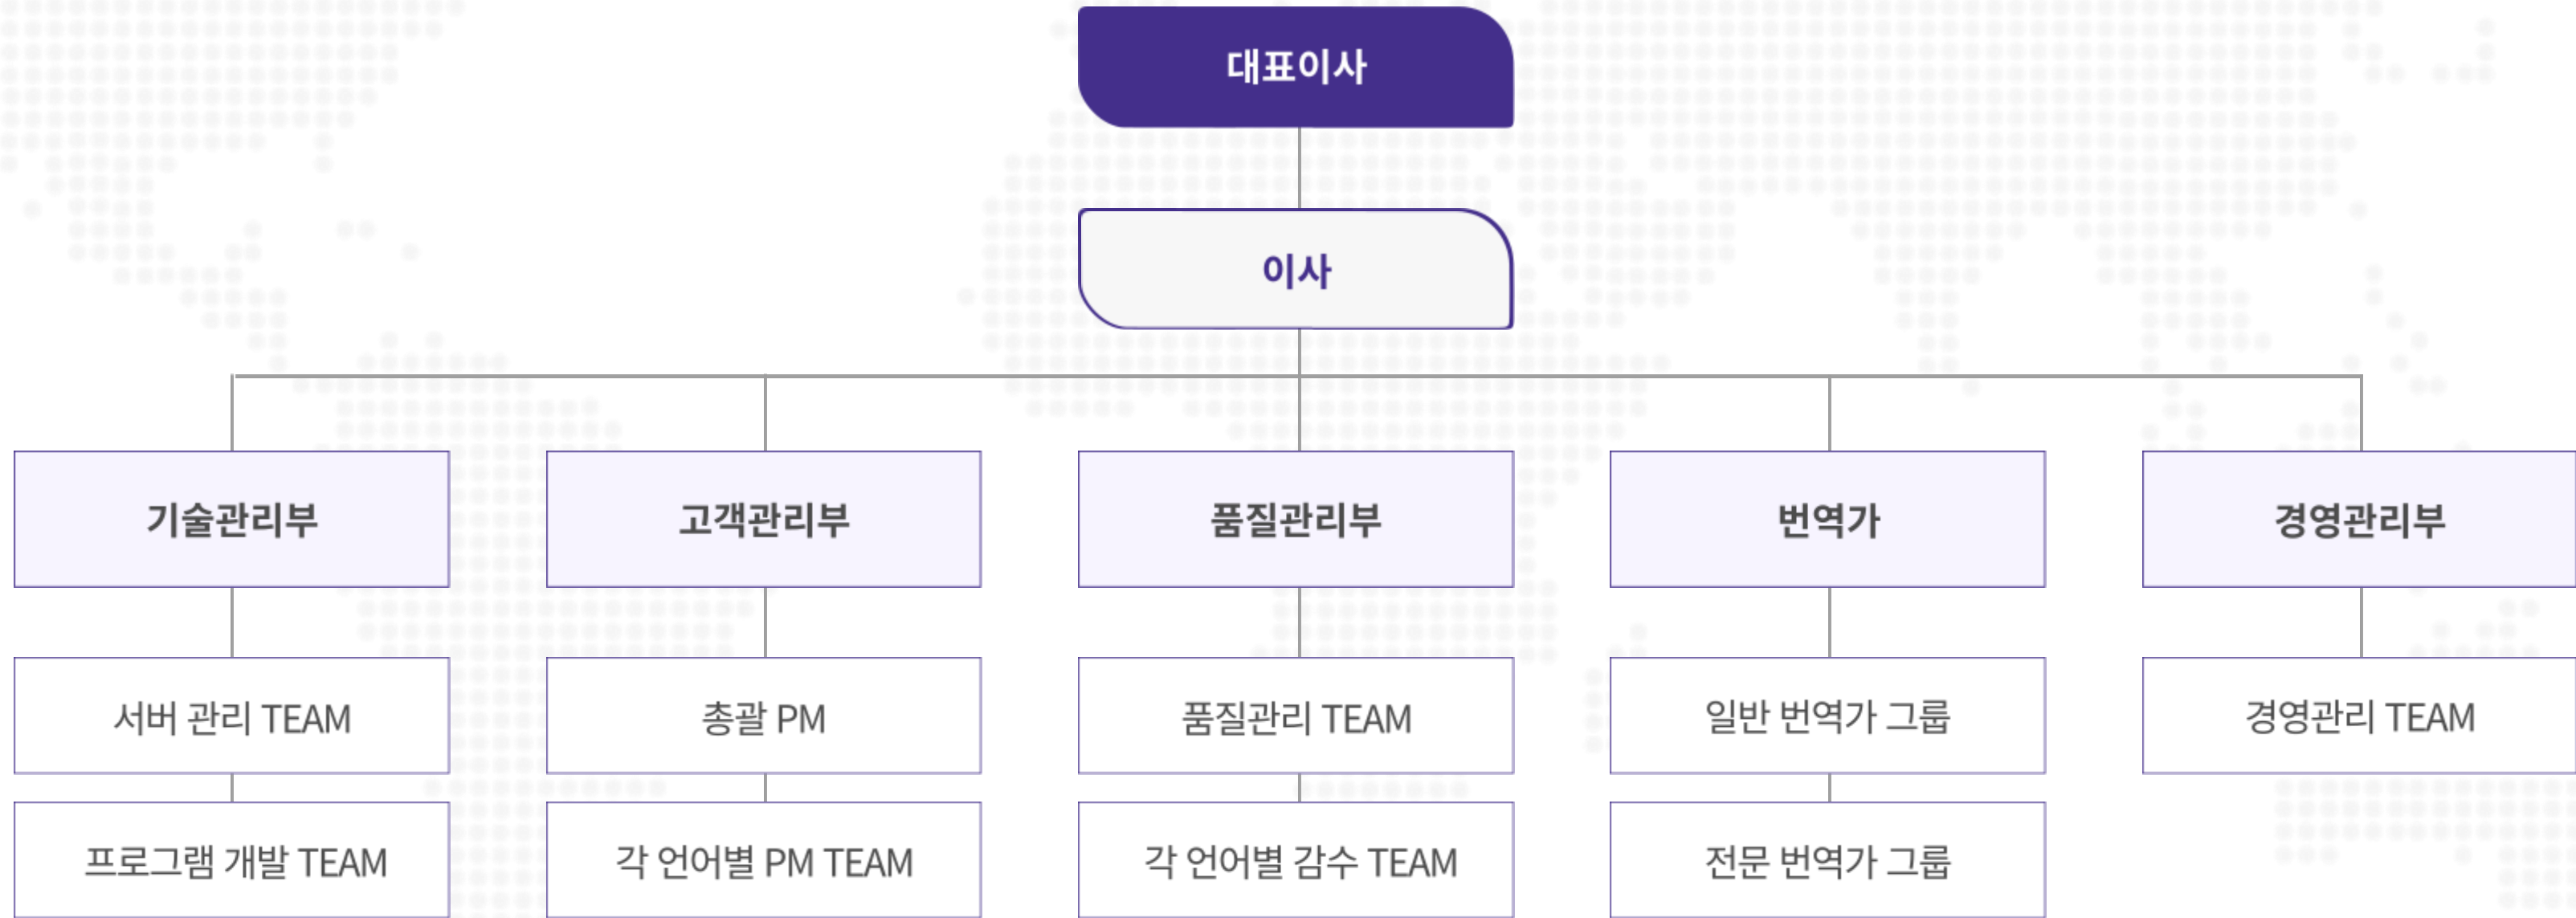 대표이사
이사
기술관리부
고객관리부
품질관리부
번역가
경영관리부
서버 관리 TEAM
총괄 PM
품질관리 TEAM
일반 번역가 그룹
경영관리 TEAM
프로그램 개발 TEAM
각 언어별 PM TEAM
각 언어별 감수 TEAM
전문 번역가 그룹